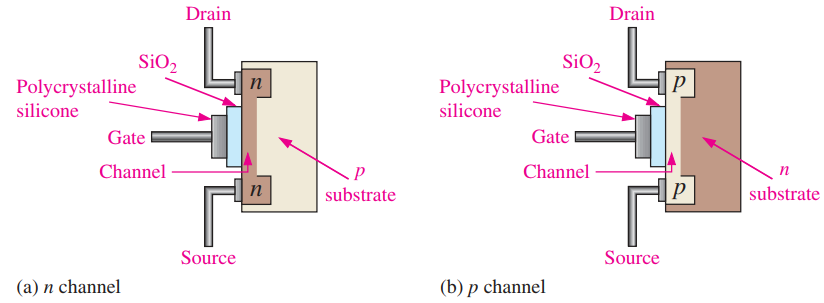 Drain
SiO2
Polycrystalline
silicone
n
Gate
Channel
p
substrate
n
Source
(a) n channel
Drain
SiO2
Polycrystalline
silicone
p
Gate
Channel
n
substrate
p
Source
(b) p channel